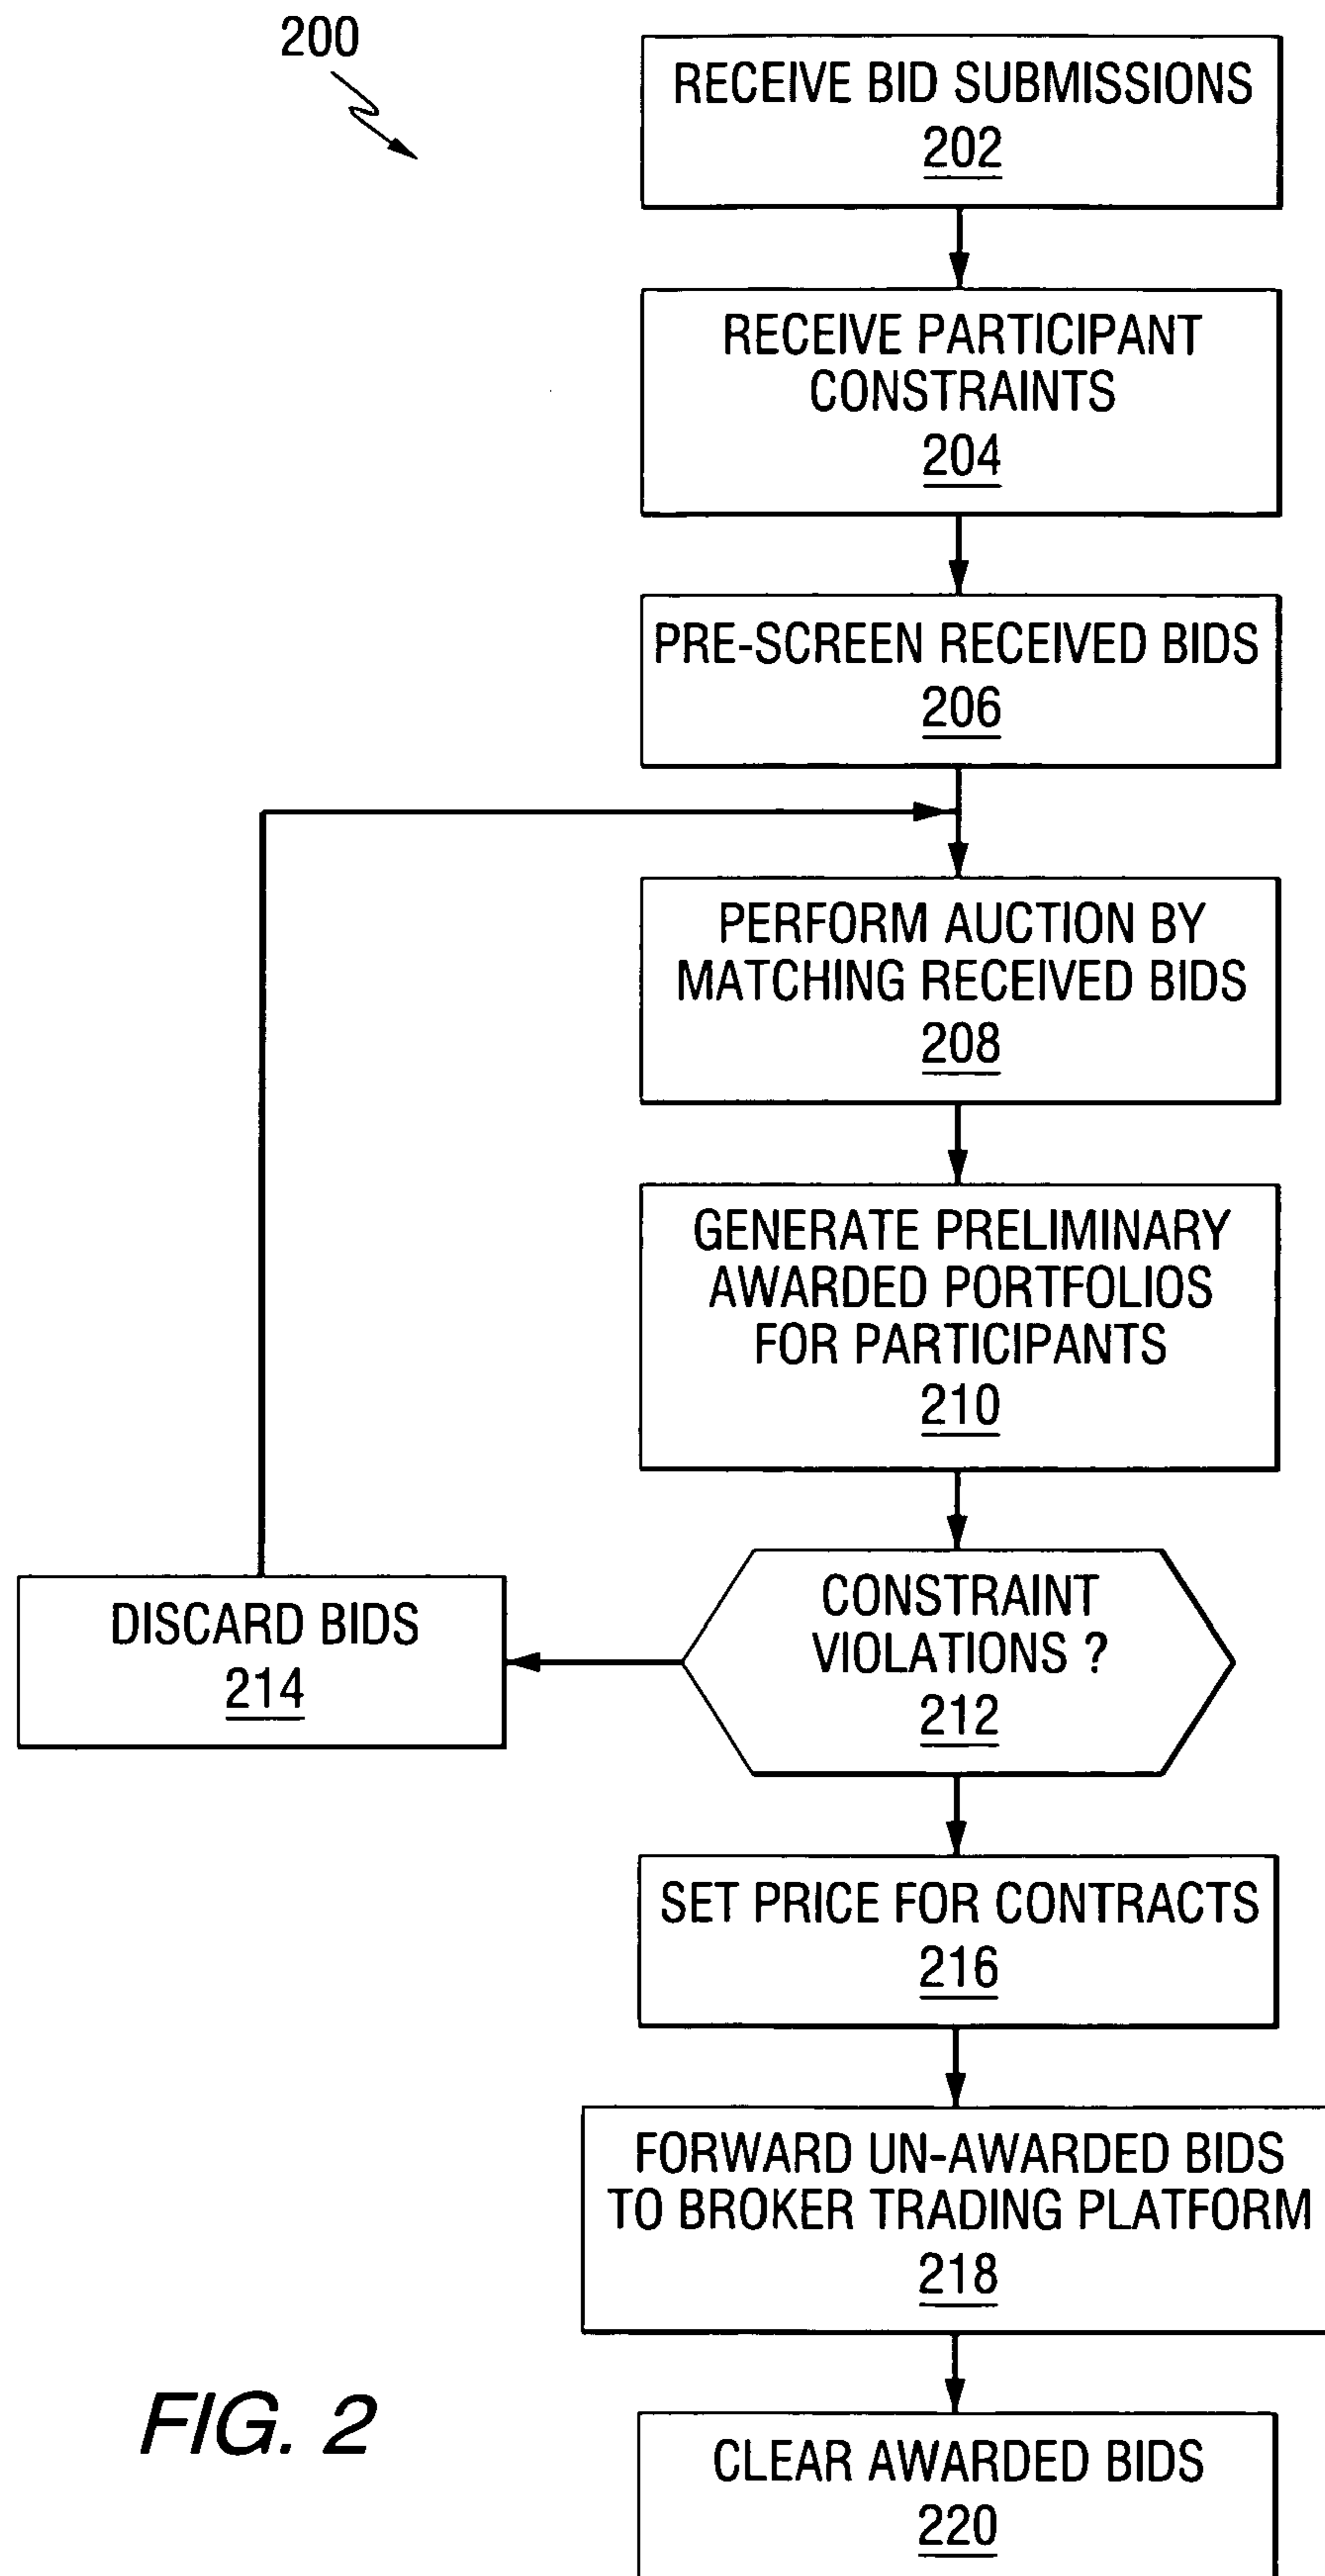 200
RECEIVE BID SUBMISSIONS
202
RECEIVE PARTICIPANT
CONSTRAINTS
204
PRE-SCREEN RECEIVED BIDS
206
PERFORM AUCTION BY
MATCHING RECEIVED BIDS
208
GENERATE PRELIMINARY
AWARDED PORTFOLIOS
FOR PARTICIPANTS
210
CONSTRAINT
VIOLATIONS ?
212
DISCARD BIDS
214
SET PRICE FOR CONTRACTS
216
FORWARD UN-AWARDED BIDS
TO BROKER TRADING PLATFORM
218
CLEAR AWARDED BIDS
220
FIG. 2